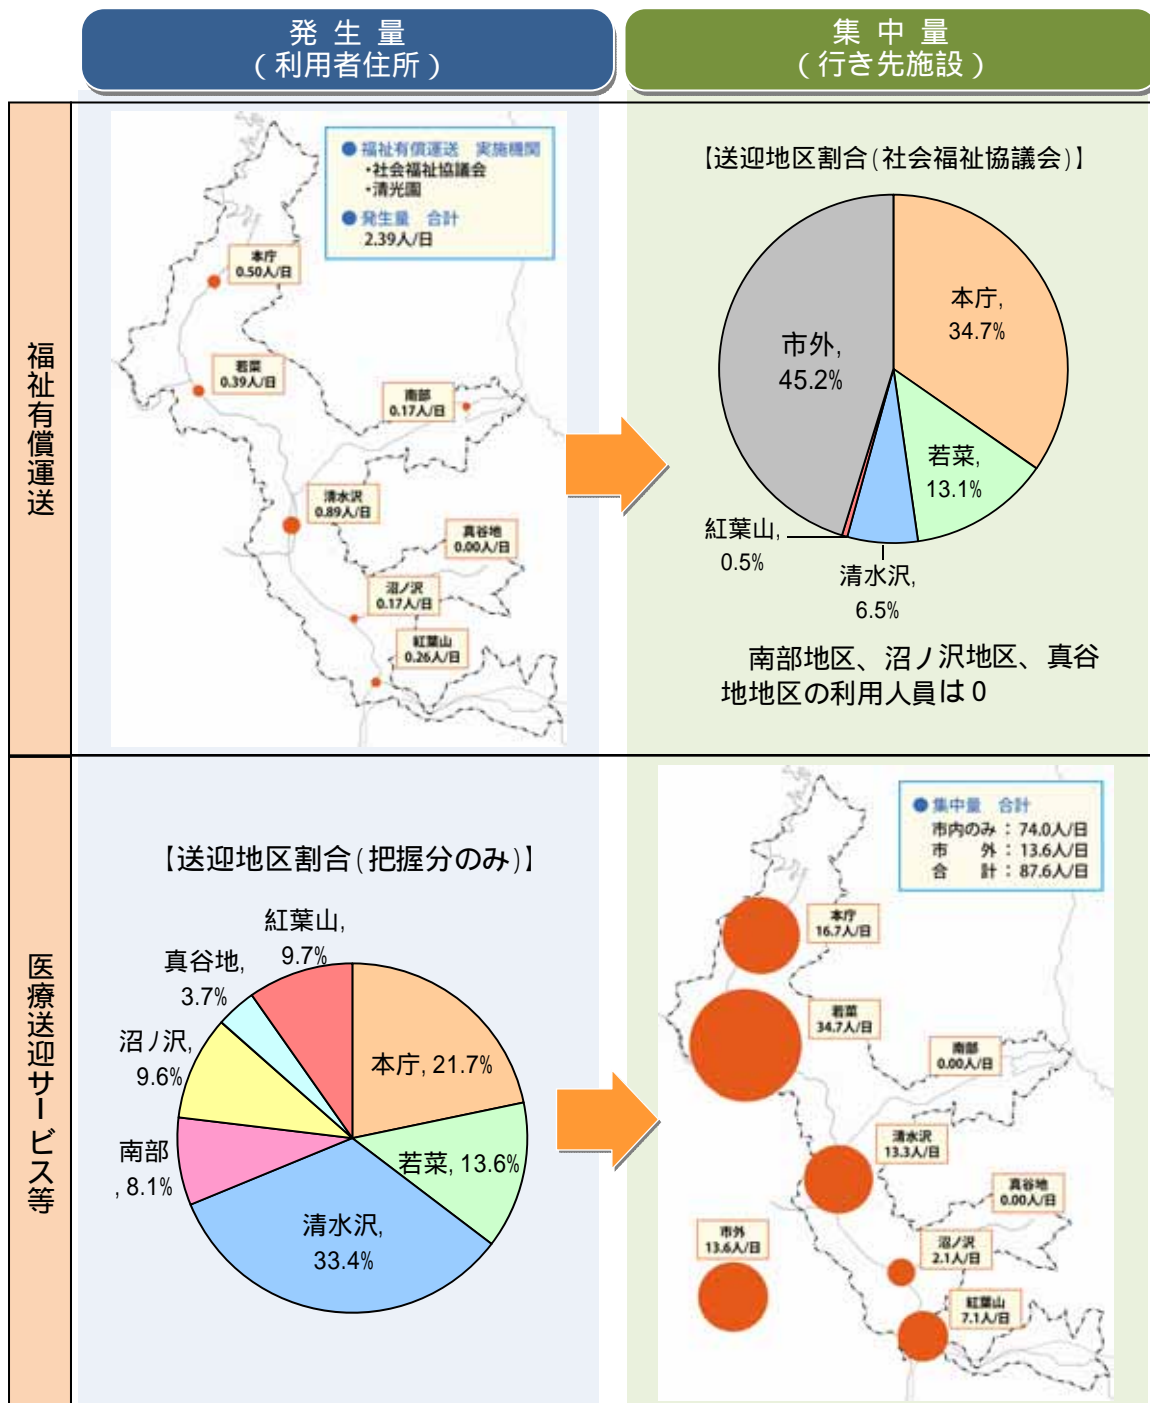 発 生 量
（利用者住所）
集 中 量
（行き先施設）
福祉有償運送
● 福祉有償運送　実施機関
・社会福祉協議会
・清光園
● 発生量　合計
2.39人/日
本庁
0.50人/日
若菜
0.39人/日
南部
0.17人/日
清水沢
0.89人/日
真谷地
0.00人/日
沼ノ沢
0.17人/日
紅葉山
0.26人/日
【送迎地区割合(社会福祉協議会)】
本庁,
34.7%
市外,
45.2%
若菜,
13.1%
紅葉山,
0.5%
清水沢,
6.5%
南部地区、沼ノ沢地区、真谷
地地区の利用人員は０
医療送迎サービス等
【送迎地区割合(把握分のみ)】
紅葉山,
9.7%
真谷地,
3.7%
沼ノ沢,
9.6%
本庁, 21.7%
南部
, 8.1%
若菜, 13.6%
清水沢,
33.4%
● 集中量　合計
市内のみ：74.0人/日
市　　外：13.6人/日
合　　計：87.6人/日
本庁
16.7人/日
若菜
34.7人/日
南部
0.00人/日
清水沢
13.3人/日
真谷地
0.00人/日
市外
13.6人/日
沼ノ沢
2.1人/日
紅葉山
7.1人/日